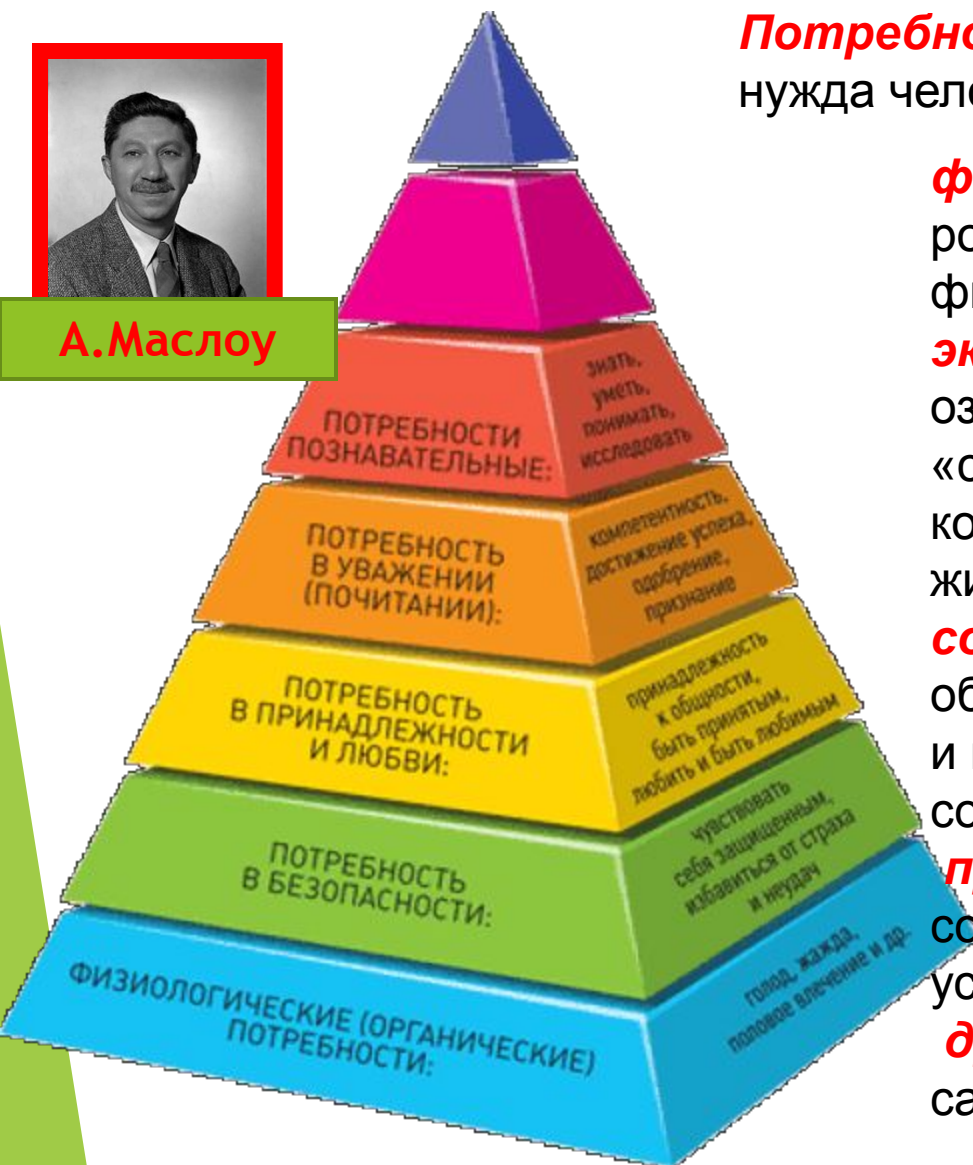 А.Маслоу
ПОТРЕБНОСТИ
ПОЗНАВАТЕЛЬНЫЕ:
знать,
уметь,
понимать,
исследовать
ПОТРЕБНОСТЬ
В УВАЖЕНИИ
(ПОЧИТАНИИ):
компетентность,
достижение успеха,
одобрение,
признание
ПОТРЕБНОСТЬ
В ПРИНАДЛЕЖНОСТИ
И ЛЮБВИ:
принадлежность
к общности,
быть принятым,
любить и быть любимым
ПОТРЕБНОСТЬ
В БЕЗОПАСНОСТИ:
чувствовать
себя защищенным,
избавиться от страха
и неудач
ФИЗИОЛОГИЧЕСКИЕ (ОРГАНИЧЕСКИЕ)
ПОТРЕБНОСТИ:
голод, жажда,
половое влечение и др.
Потребно
нужда чело
ф
ро
фи
эк
оз
«с
ко
жи
со
об
и
со
п
со
ус
д
са